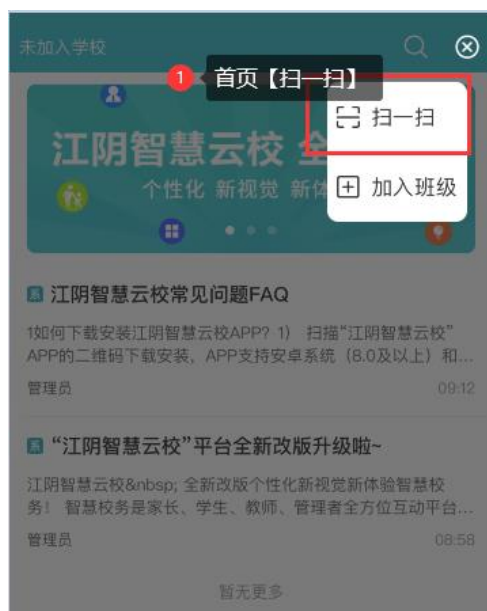 未加入学校
1 首页【扫一扫】
扫一扫
江阴智慧云校 全
个性化 新视觉 新体
加入班级
系 江阴智慧云校常见问题FAQ
1如何下载安装江阴智慧云校APP？1） 扫描“江阴智慧云校”
APP的二维码下载安装，APP支持安卓系统（8.0及以上）和...
管理员 09:12
系 “江阴智慧云校”平台全新改版升级啦~
江阴智慧云校&nbsp; 全新改版个性化新视觉新体验智慧校
务！ 智慧校务是家长、学生、教师、管理者全方位互动平台...
管理员 08:58
暂无更多